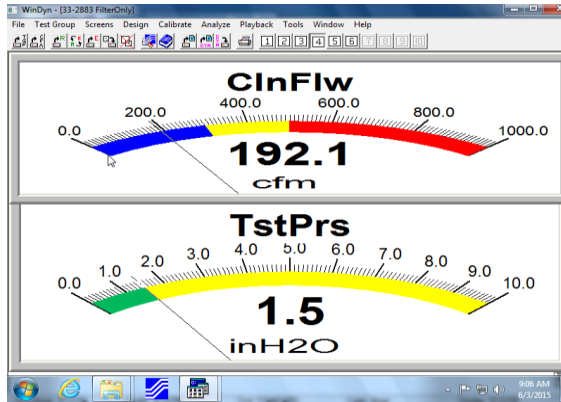 WinDyn - [33-2883 FilterOnly]
File Test Group Screens Design Calibrate Analyze Playback Tools Window Help
1 2 3 4 5 6 7 8 9 10
ClnFlw
0.0 200.0 400.0 600.0 800.0 1000.0
192.1
cfm
TstPrs
0.0 1.0 2.0 3.0 4.0 5.0 6.0 7.0 8.0 9.0 10.0
1.5
inH2O
9:06 AM
6/3/2015